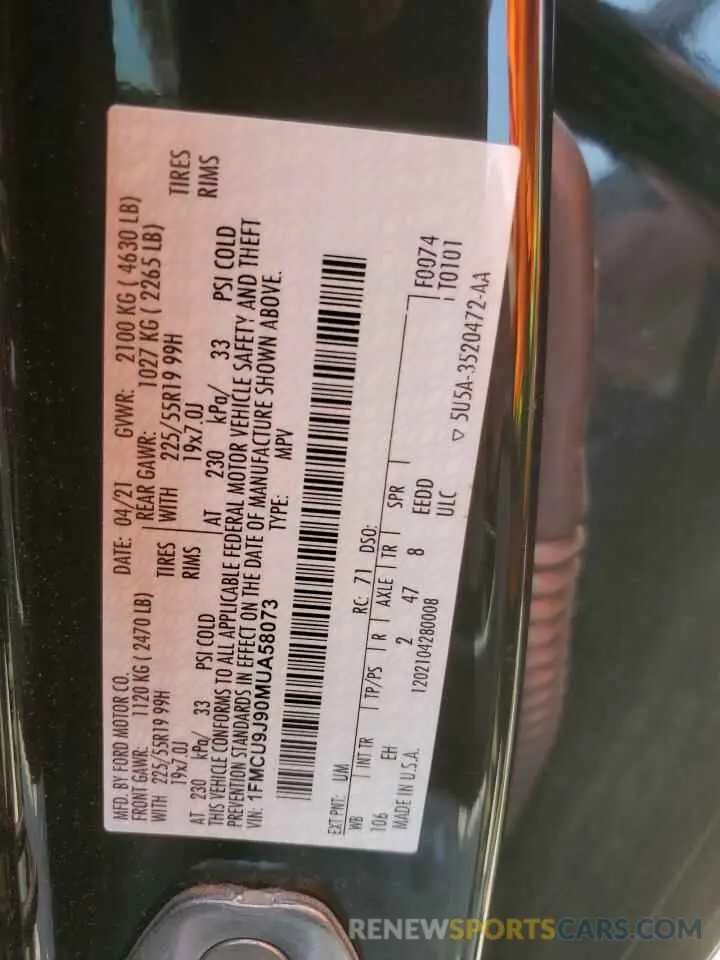 MFD. BY FORD MOTOR CO.
DATE: 04/21 GVWR: 2100 KG ( 4630 LB)
FRONT GAWR: 1120 KG ( 2470 LB) REAR GAWR: 1027 KG ( 2265 LB)
WITH 225/55R19 99H TIRES WITH 225/55R19 99H TIRES
19x7.0J RIMS 19x7.0J RIMS
AT 230 kPa/ 33 PSI COLD AT 230 kPa/ 33 PSI COLD
THIS VEHICLE CONFORMS TO ALL APPLICABLE FEDERAL MOTOR VEHICLE SAFETY AND THEFT
PREVENTION STANDARDS IN EFFECT ON THE DATE OF MANUFACTURE SHOWN ABOVE.
VIN: 1FMCU9J90MUA58073 TYPE: MPV
EXT PNT: UM RC: 71 DSO:
WB INT TR TP/PS R AXLE TR SPR F0074
106 EH 2 47 8 EEDD T0101
MADE IN U.S.A. 1202104280008 ULC
▽ 5U5A-3520472-AA
RENEWSPORTSCARS.COM